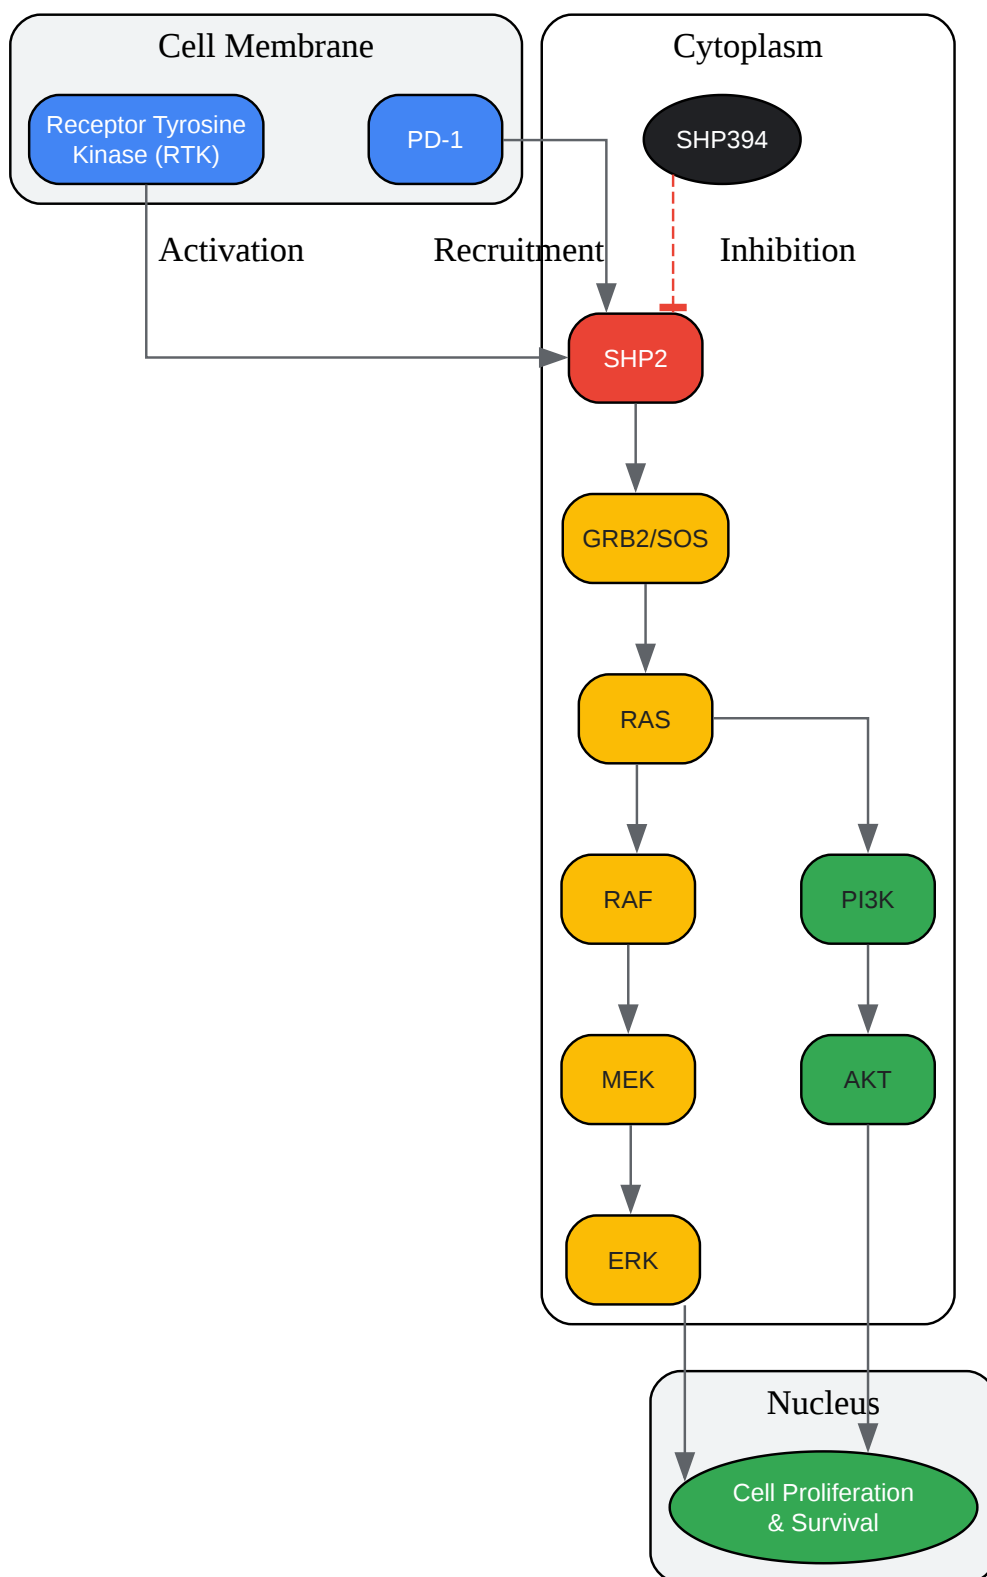 Cell Membrane
Cytoplasm
Receptor Tyrosine
Kinase (RTK)
PD-1
SHP394
Activation
Recruitment
Inhibition
SHP2
GRB2/SOS
RAS
RAF
PI3K
MEK
AKT
ERK
Nucleus
Cell Proliferation
& Survival